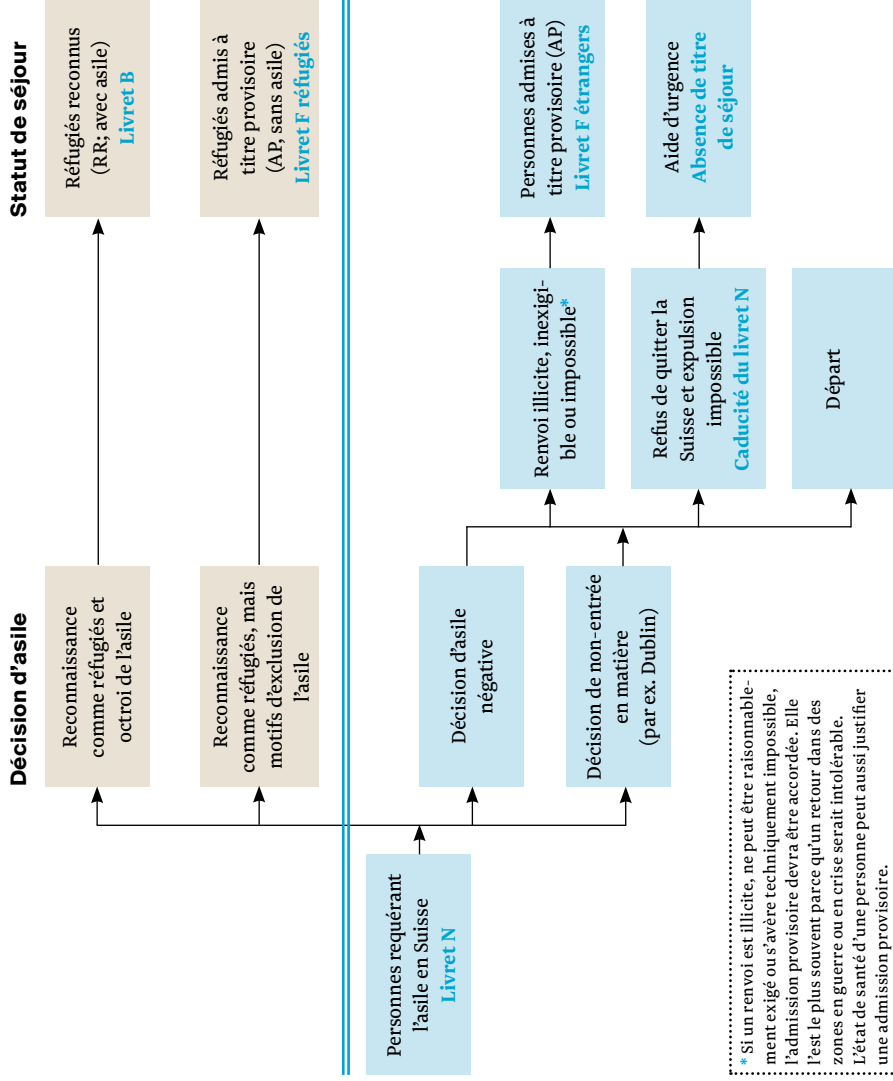 Décision d'asile
Statut de séjour
Personnes requérant
l'asile en Suisse
Livret N
Reconnaissance
comme réfugiés et
octroi de l'asile
Réfugiés reconnus
(RR; avec asile)
Livret B
Reconnaissance
comme réfugiés, mais
motifs d'exclusion de
l'asile
Réfugiés admis à
titre provisoire
(AP, sans asile)
Livret F réfugiés
Décision d'asile
négative
Décision de non-entrée
en matière
(par ex. Dublin)
Renvoi illicite, inexigi-
ble ou impossible*
Personnes admises à
titre provisoire (AP)
Livret F étrangers
Refus de quitter la
Suisse et expulsion
impossible
Caducité du livret N
Aide d'urgence
Absence de titre
de séjour
Départ
* Si un renvoi est illicite, ne peut être raisonnable-
ment exigé ou s'avère techniquement impossible,
l'admission provisoire devra être accordée. Elle
l'est le plus souvent parce qu'un retour dans des
zones en guerre ou en crise serait intolérable.
L'état de santé d'une personne peut aussi justifier
une admission provisoire.